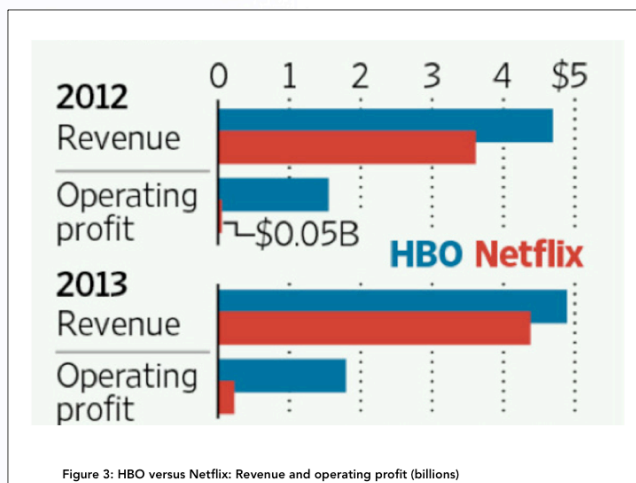 0 1 2 3 4 $5
2012
Revenue
Operating
profit
$0.05B
HBO Netflix
2013
Revenue
Operating
profit
Figure 3: HBO versus Netflix: Revenue and operating profit (billions)